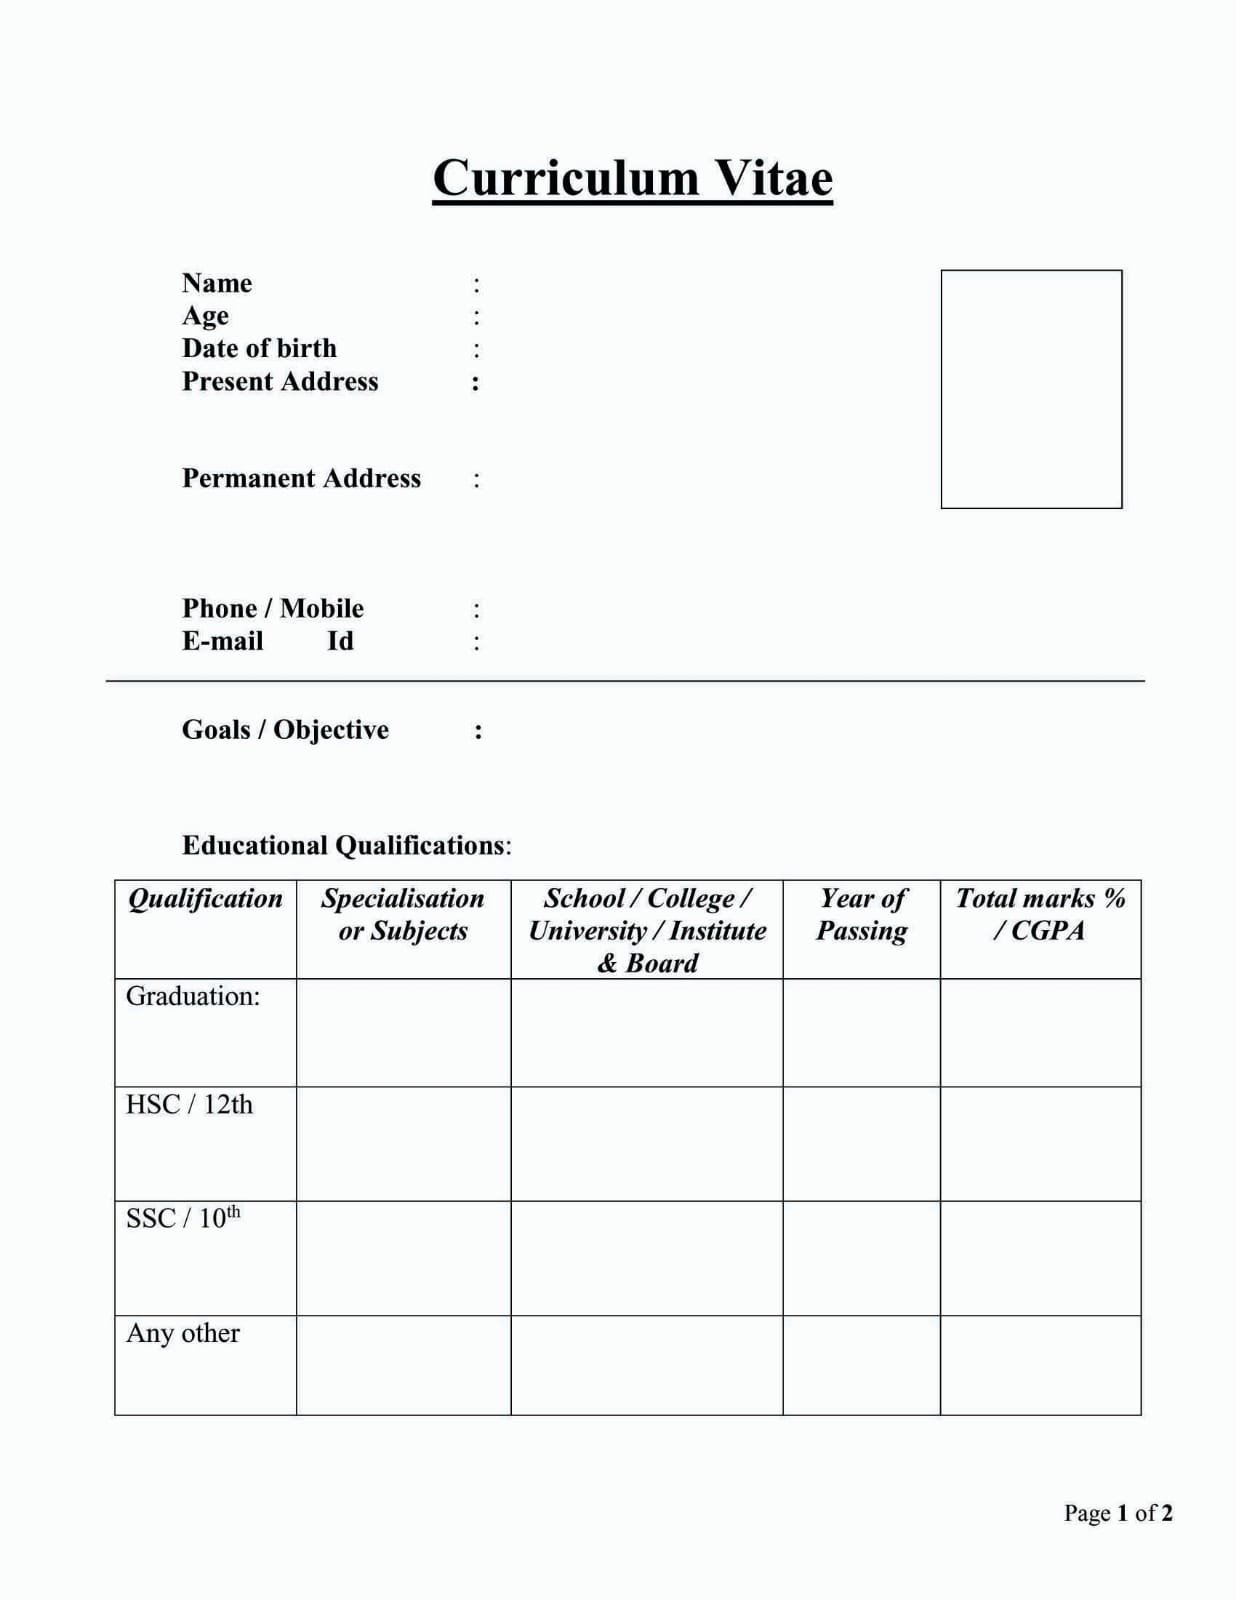 Curriculum Vitae
Name :
Age :
Date of birth :
Present Address :
Permanent Address :
Phone / Mobile :
E-mail Id :
Goals / Objective :
Educational Qualifications:
Qualification Specialisation or Subjects School / College / University / Institute & Board Year of Passing Total marks % / CGPA
Graduation:
HSC / 12th
SSC / 10th
Any other
Page 1 of 2